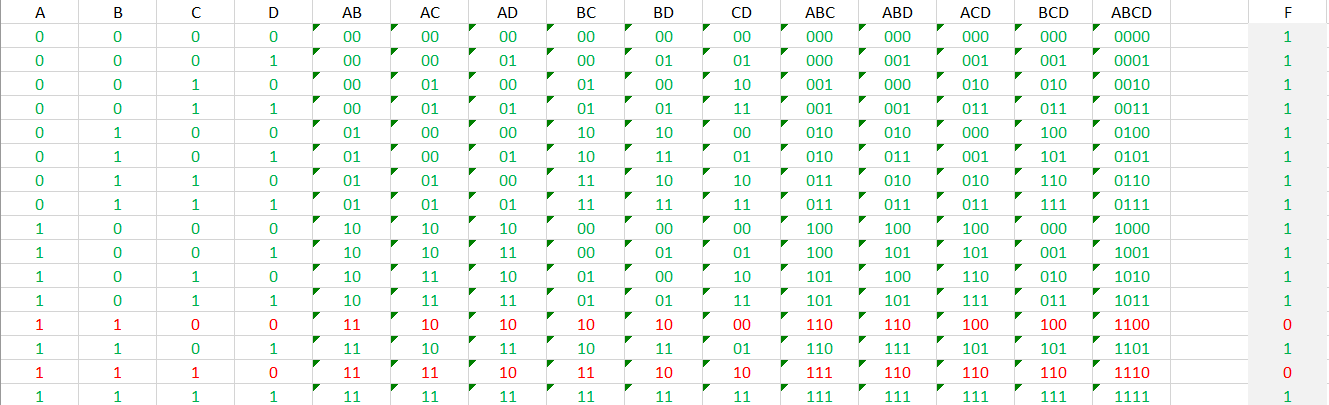 A B C D AB AC AD BC BD CD ABC ABD ACD BCD ABCD F
0 0 0 0 00 00 00 00 00 00 000 000 000 000 0000 1
0 0 0 1 00 00 01 00 01 01 000 001 001 001 0001 1
0 0 1 0 00 01 00 01 00 10 001 000 010 010 0010 1
0 0 1 1 00 01 01 01 01 11 001 001 011 011 0011 1
0 1 0 0 01 00 00 10 10 00 010 010 000 100 0100 1
0 1 0 1 01 00 01 10 11 01 010 011 001 101 0101 1
0 1 1 0 01 01 00 11 10 10 011 010 010 110 0110 1
0 1 1 1 01 01 01 11 11 11 011 011 011 111 0111 1
1 0 0 0 10 10 10 00 00 00 100 100 100 000 1000 1
1 0 0 1 10 10 11 00 01 01 100 101 101 001 1001 1
1 0 1 0 10 11 10 01 00 10 101 100 110 010 1010 1
1 0 1 1 10 11 11 01 01 11 101 101 111 011 1011 1
1 1 0 0 11 10 10 10 10 00 110 110 100 100 1100 0
1 1 0 1 11 10 11 10 11 01 110 111 101 101 1101 1
1 1 1 0 11 11 10 11 10 10 111 110 110 110 1110 0
1 1 1 1 11 11 11 11 11 11 111 111 111 111 1111 1